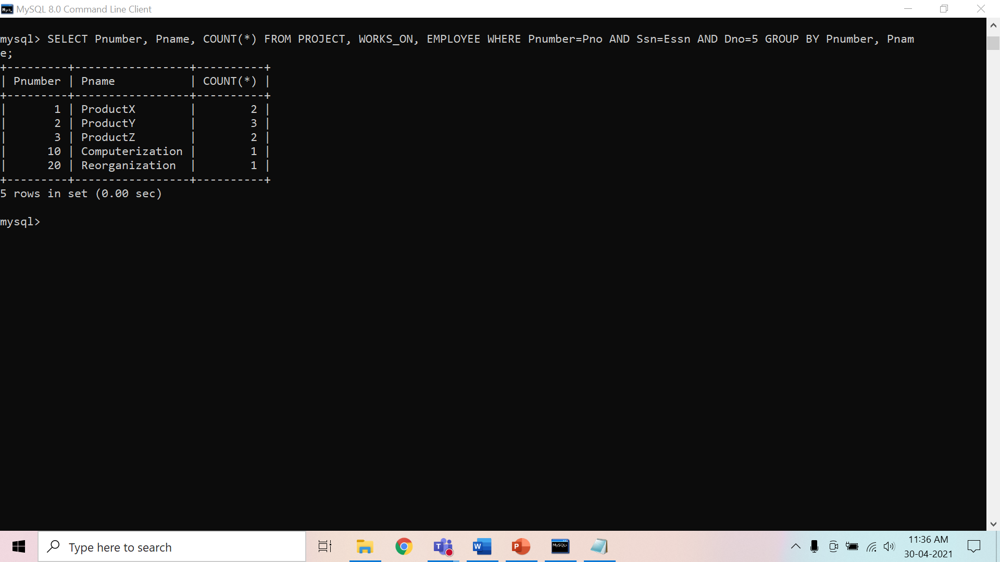 MySQL 8.0 Command Line Client
mysql> SELECT Pnumber, Pname, COUNT(*) FROM PROJECT, WORKS_ON, EMPLOYEE WHERE Pnumber=Pno AND Ssn=Essn AND Dno=5 GROUP BY Pnumber, Pnam
e;
+---------+-----------------+----------+
| Pnumber | Pname           | COUNT(*) |
+---------+-----------------+----------+
|       1 | ProductX        |        2 |
|       2 | ProductY        |        3 |
|       3 | ProductZ        |        2 |
|      10 | Computerization |        1 |
|      20 | Reorganization  |        1 |
+---------+-----------------+----------+
5 rows in set (0.00 sec)
mysql>
Type here to search
T
W
P
MySQL>
11:36 AM
30-04-2021